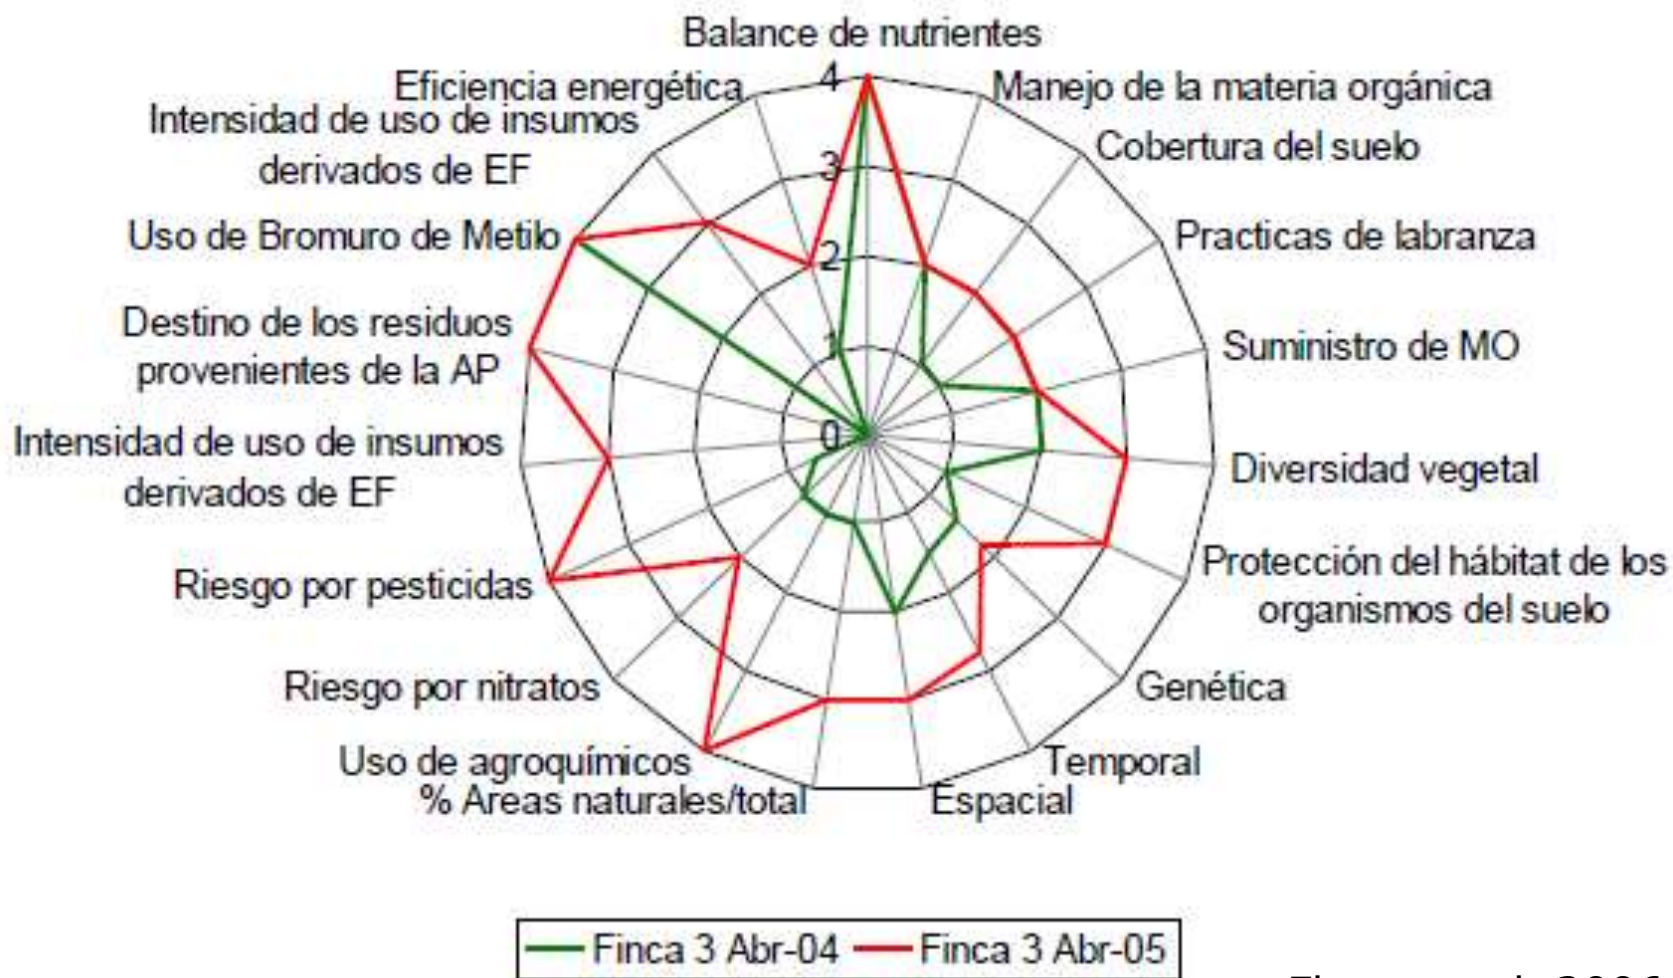 Balance de nutrientes
Eficiencia energética
Manejo de la materia orgánica
Intensidad de uso de insumos
derivados de EF
Cobertura del suelo
Uso de Bromuro de Metilo
Practicas de labranza
Destino de los residuos
provenientes de la AP
Suministro de MO
Intensidad de uso de insumos
derivados de EF
Diversidad vegetal
Riesgo por pesticidas
Protección del hábitat de los
organismos del suelo
Riesgo por nitratos
Genética
Uso de agroquímicos
Temporal
% Areas naturales/total
Espacial
4
3
2
1
0
Finca 3 Abr-04
Finca 3 Abr-05